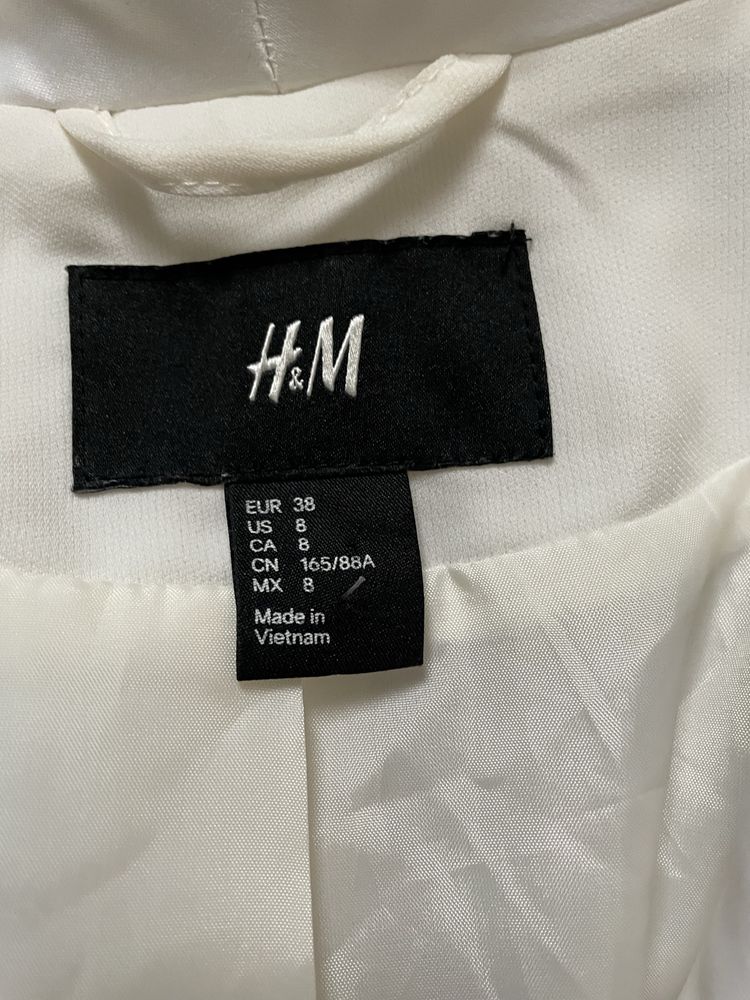 H&M
EUR 38
US 8
CA 8
CN 165/88A
MX 8
Made in
Vietnam